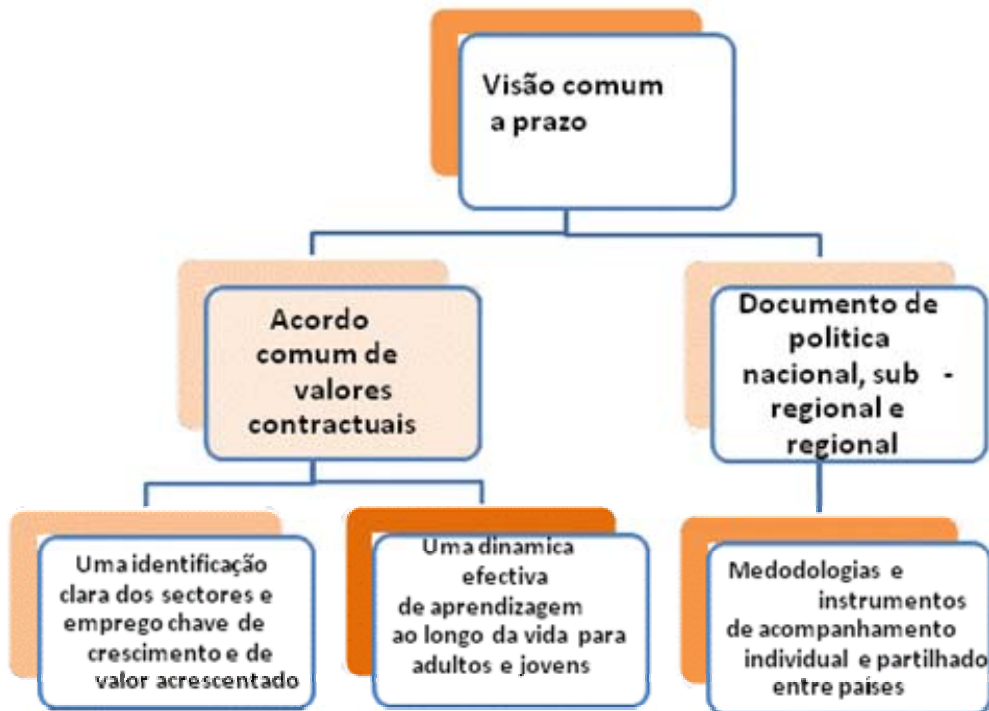 Visão comum
a prazo
Acordo
comum de
valores
contractuais
Documento de
politica
nacional, sub -
regional e
regional
Uma identificação
clara dos sectores e
emprego chave de
crescimento e de
valor acrescentado
Uma dinamica
efectiva
de aprendizagem
ao longo da vida para
adultos e jovens
Medodologias e
instrumentos
de acompanhamento
individual e partilhado
entre países